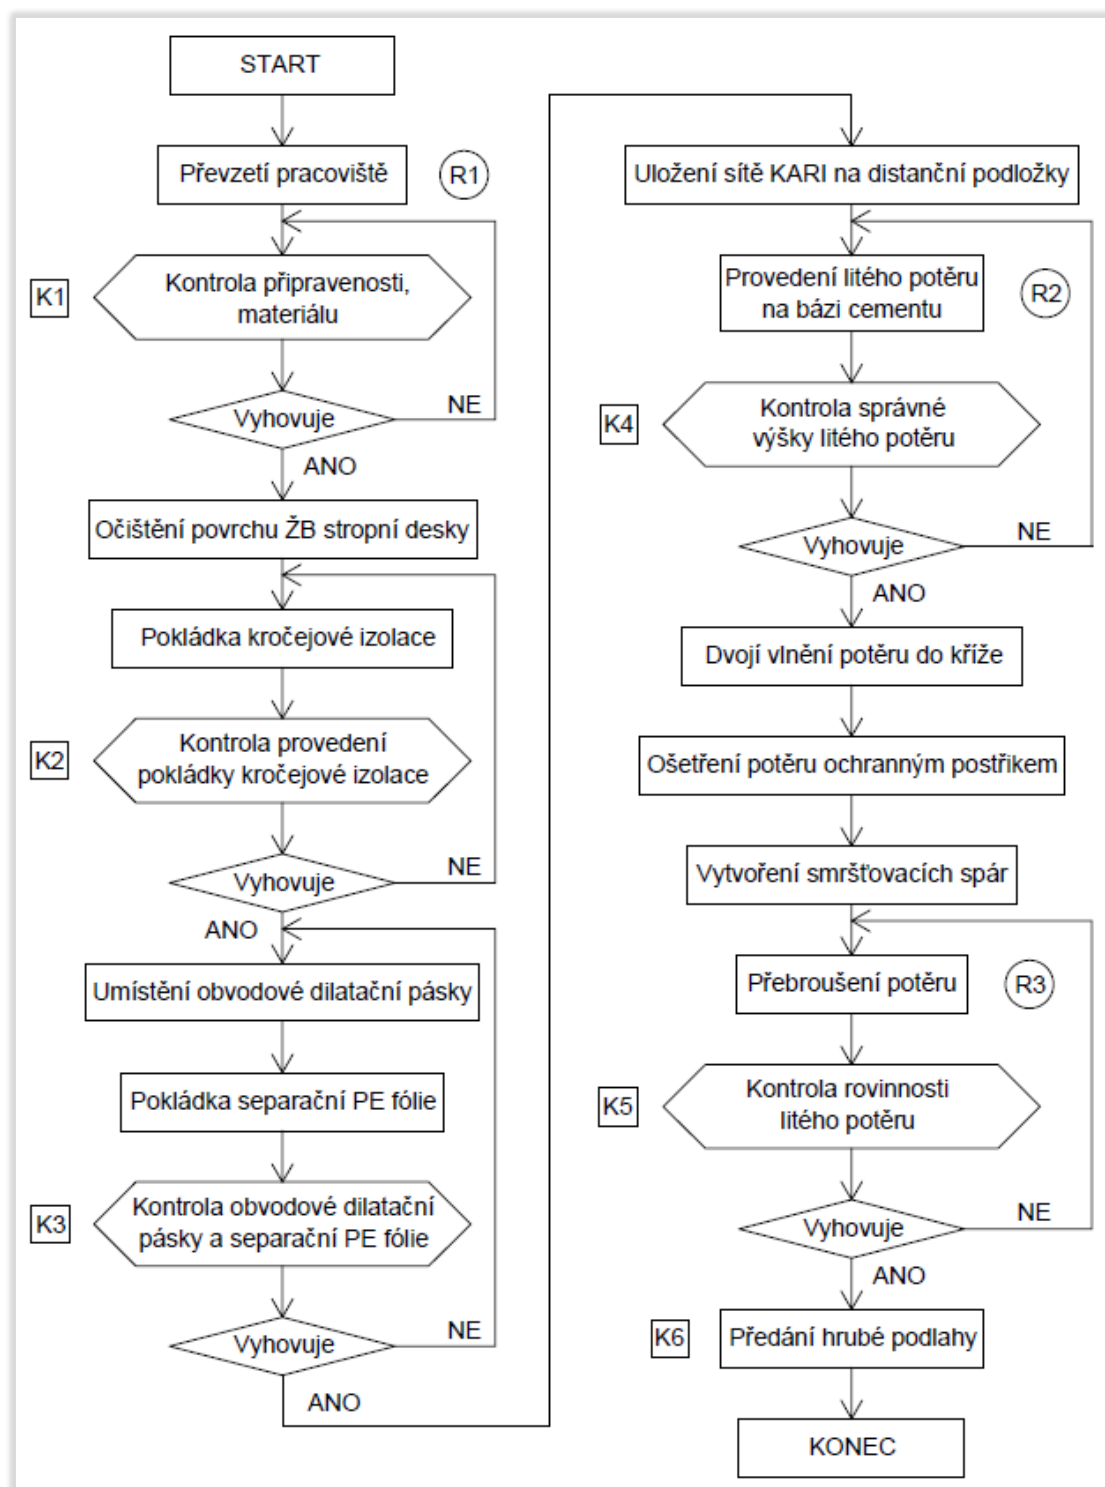 START
Převzetí pracoviště
R1
K1
Kontrola připravenosti,
materiálu
Vyhovuje
NE
ANO
Očištění povrchu ŽB stropní desky
Pokládka kročejové izolace
K2
Kontrola provedení
pokládky kročejové izolace
Vyhovuje
NE
ANO
Umístění obvodové dilatační pásky
Pokládka separační PE fólie
K3
Kontrola obvodové dilatační
pásky a separační PE fólie
Vyhovuje
NE
ANO
Uložení sítě KARI na distanční podložky
Provedení litého potěru
na bázi cementu
R2
K4
Kontrola správné
výšky litého potěru
Vyhovuje
NE
ANO
Dvojí vlnění potěru do kříže
Ošetření potěru ochranným postřikem
Vytvoření smršťovacích spár
Přebroušení potěru
R3
K5
Kontrola rovinnosti
litého potěru
Vyhovuje
NE
ANO
K6
Předání hrubé podlahy
KONEC